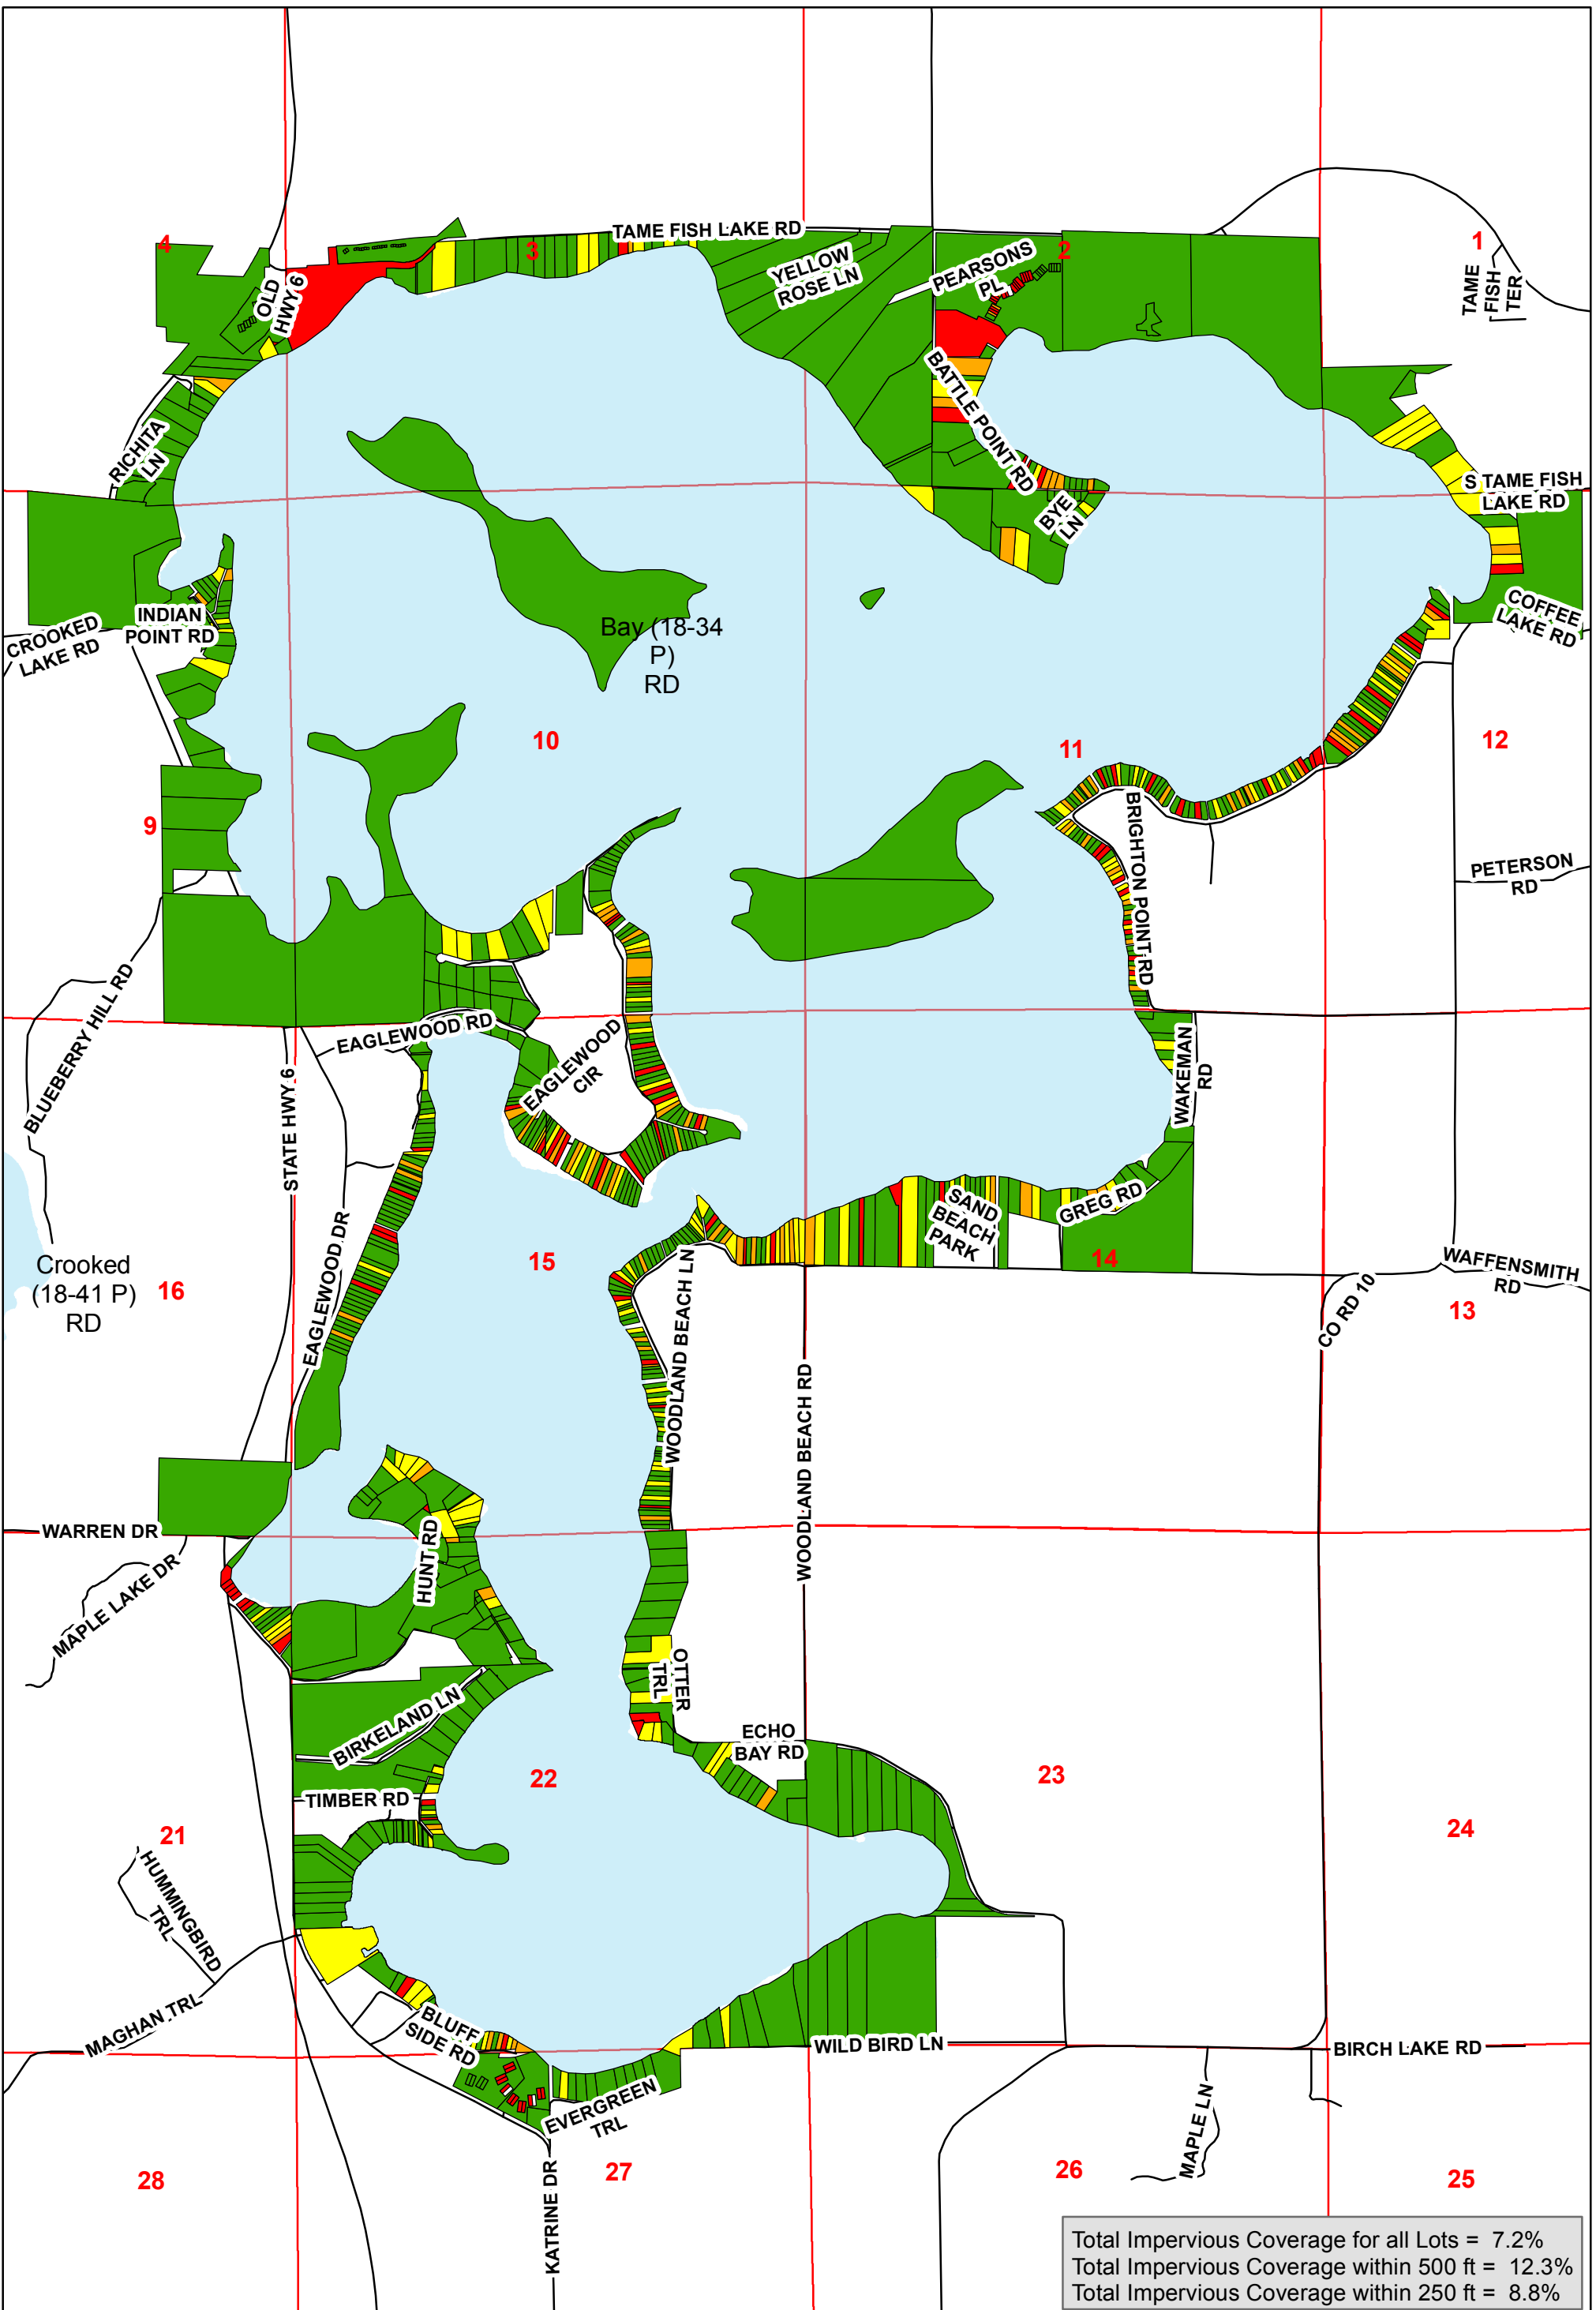 4
3
TAME FISH LAKE RD
2
1
TAME
FISH
TER
OLD
HWY 6
YELLOW
ROSE LN
PEARSONS
PL
BATTLE POINT RD
RICHITA
LN
S TAME FISH
LAKE RD
BYE
LN
INDIAN
POINT RD
CROOKED
LAKE RD
COFFEE
LAKE RD
Bay (18-34
P)
RD
10
11
12
9
BRIGHTON POINT RD
PETERSON
RD
BLUEBERRY HILL RD
EAGLEWOOD RD
EAGLEWOOD
CIR
WAKEMAN
RD
STATE HWY 6
EAGLEWOOD DR
SAND
BEACH
PARK
GREG RD
Crooked
(18-41 P)
RD
16
15
14
13
WAFFENSMITH
RD
CO RD 10
WOODLAND BEACH LN
WOODLAND BEACH RD
WARREN DR
MAPLE LAKE DR
HUNT RD
OTTER
TRL
BIRKELAND LN
ECHO
BAY RD
TIMBER RD
22
23
21
24
HUMMINGBIRD
TRL
MAGHAN TRL
BLUFF
SIDE RD
WILD BIRD LN
BIRCH LAKE RD
EVERGREEN
TRL
MAPLE LN
KATRINE DR
28
27
26
25
Total Impervious Coverage for all Lots = 7.2%
Total Impervious Coverage within 500 ft = 12.3%
Total Impervious Coverage within 250 ft = 8.8%